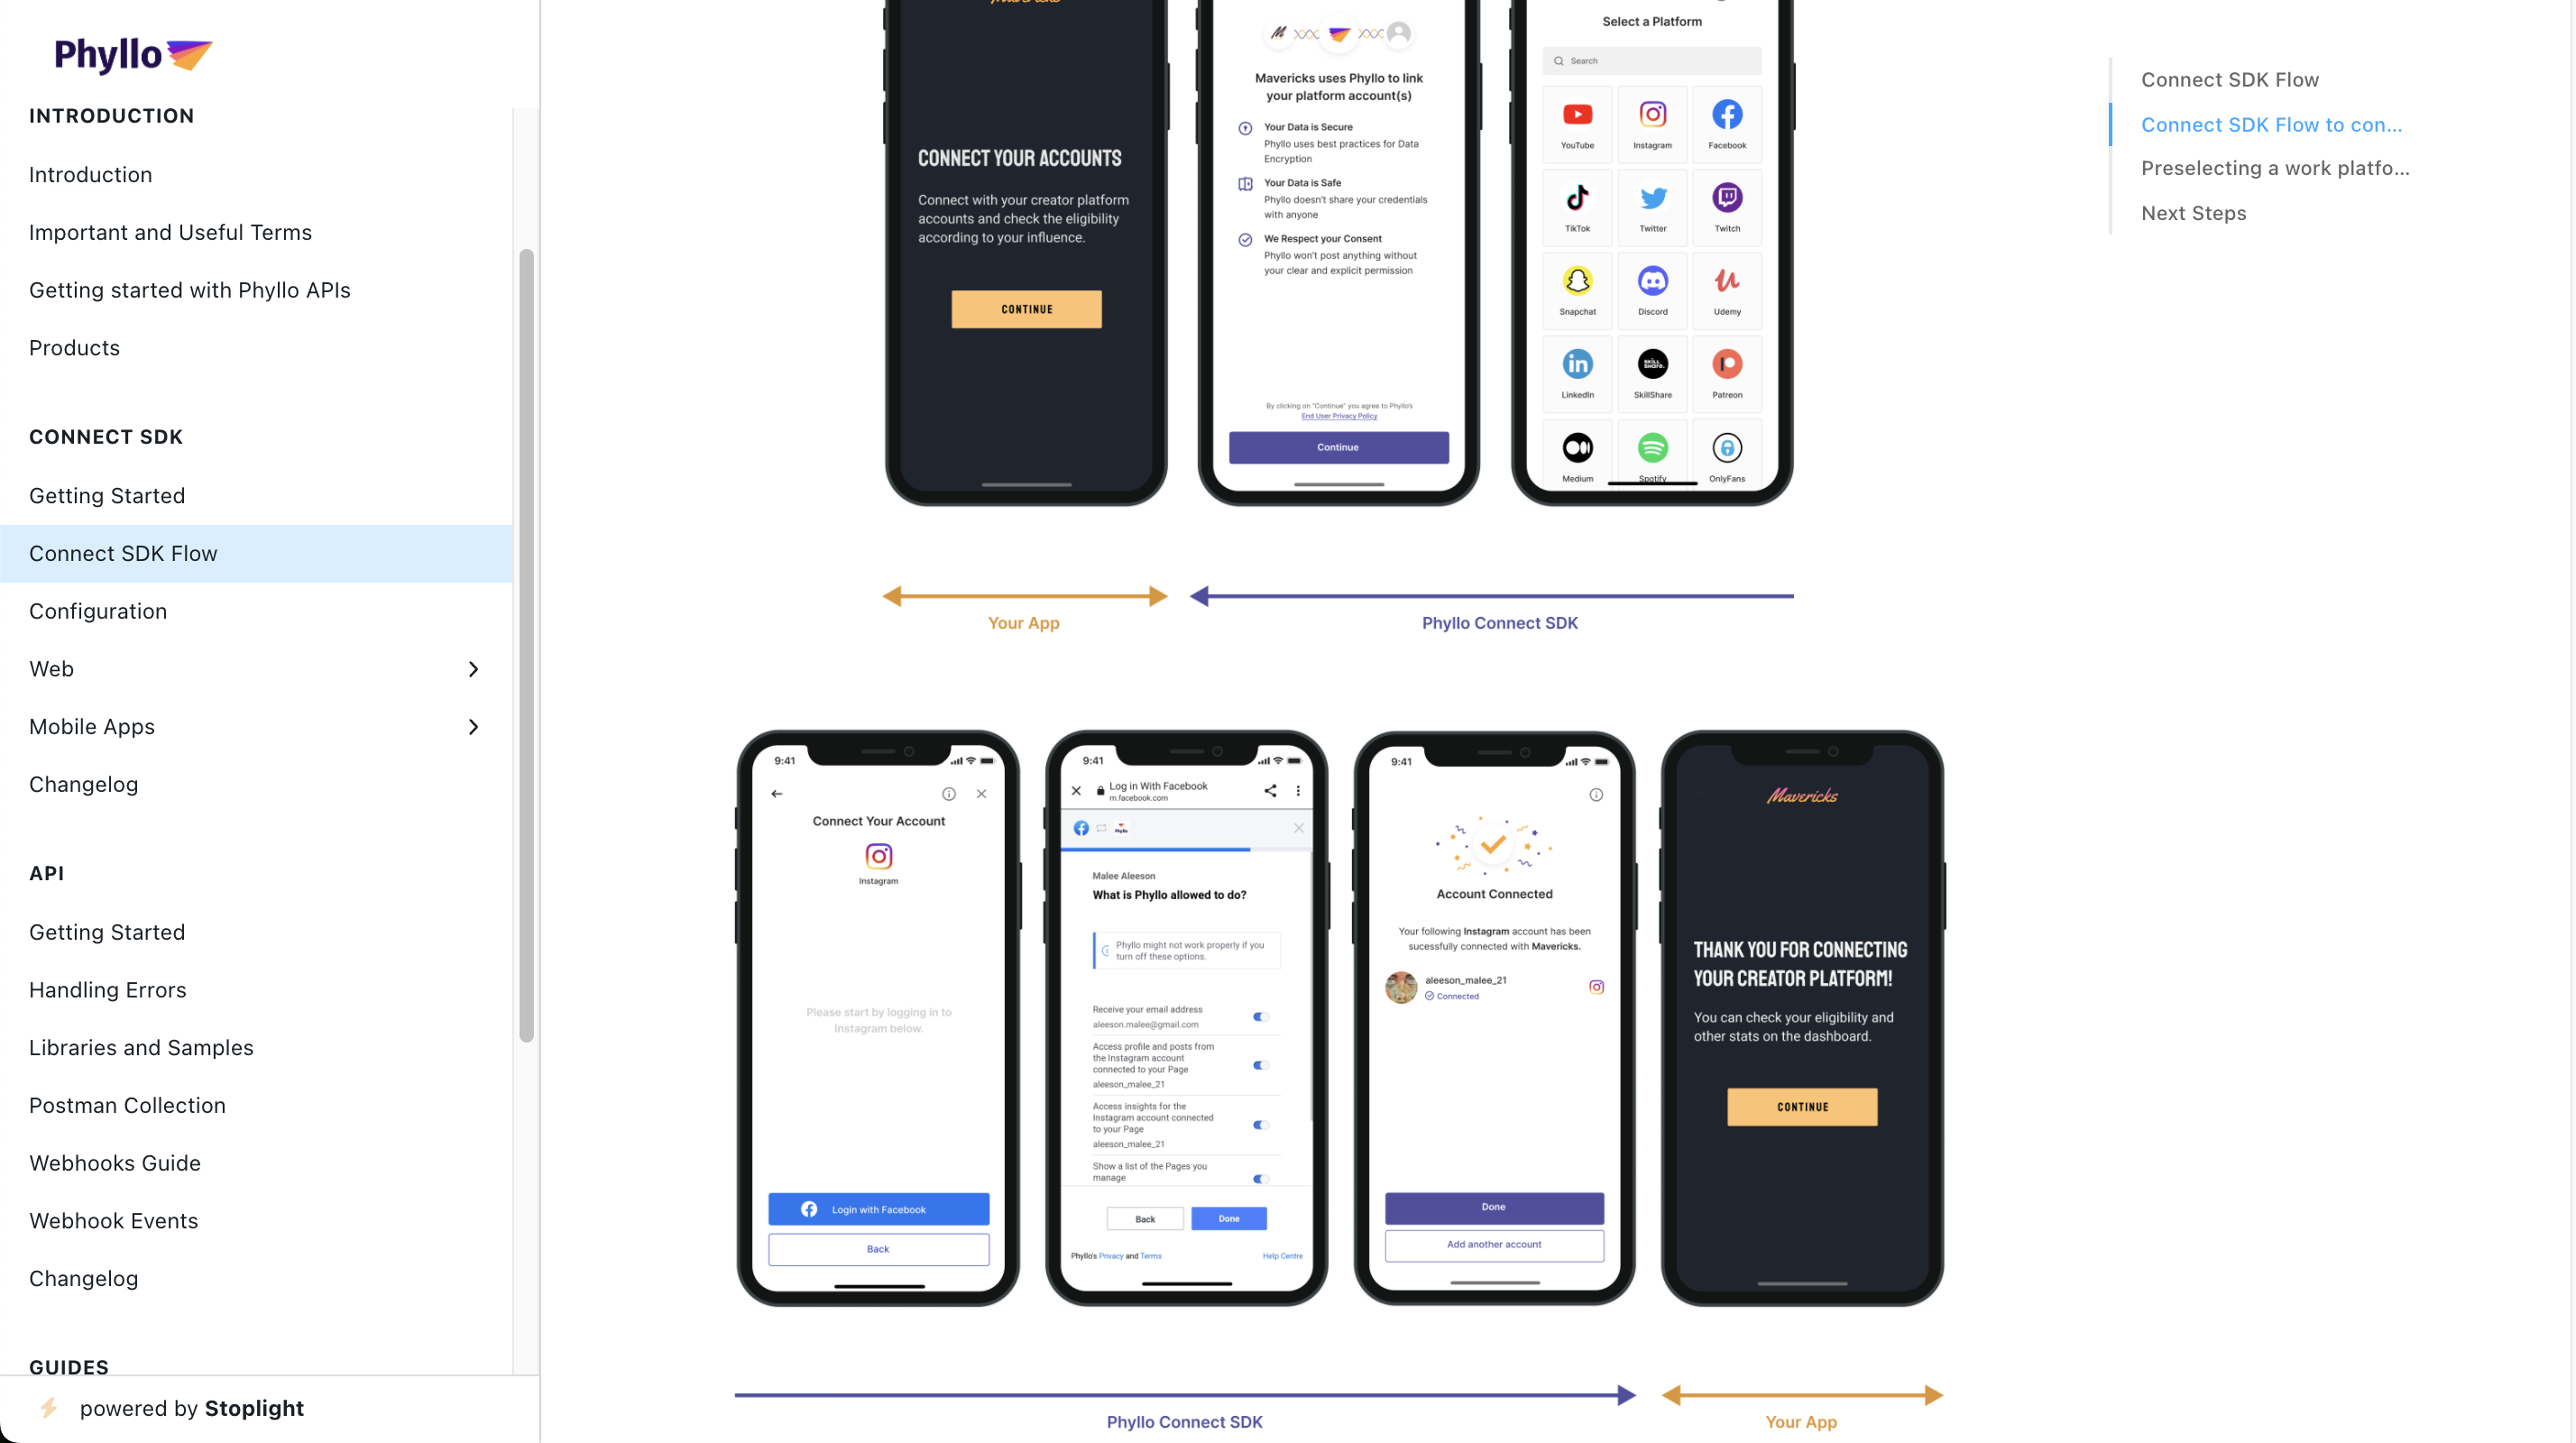 Phyllo
INTRODUCTION
Introduction
Important and Useful Terms
Getting started with Phyllo APIs
Products
CONNECT SDK
Getting Started
Connect SDK Flow
Configuration
Web
Mobile Apps
Changelog
API
Getting Started
Handling Errors
Libraries and Samples
Postman Collection
Webhooks Guide
Webhook Events
Changelog
GUIDES
powered by Stoplight
Mavericks
CONNECT YOUR ACCOUNTS
Connect with your creator platform
accounts and check the eligibility
according to your influence.
CONTINUE
Mavericks uses Phyllo to link
your platform account(s)
Your Data is Secure
Phyllo uses best practices for Data
Encryption
Your Data is Safe
Phyllo doesn't share your credentials
with anyone
We Respect your Consent
Phyllo won't post anything without
your clear and explicit permission
By clicking on "Continue" you agree to Phyllo's
End User Privacy Policy
Continue
Select a Platform
Search
YouTube
Instagram
Facebook
TikTok
Twitter
Twitch
Snapchat
Discord
Udemy
LinkedIn
SkillShare
Patreon
Medium
Spotify
OnlyFans
Your App
Phyllo Connect SDK
9:41
Connect Your Account
Instagram
Please start by logging in to
Instagram below.
Login with Facebook
Back
9:41
Log in With Facebook
m.facebook.com
Phyllo
Malee Aleeson
What is Phyllo allowed to do?
Phyllo might not work properly if you
turn off these options.
Receive your email address
aleeson.malee@gmail.com
Access profile and posts from
the Instagram account
connected to your Page
aleeson_malee_21
Access insights for the
Instagram account connected
to your Page
aleeson_malee_21
Show a list of the Pages you
manage
Back
Done
Phyllo's Privacy and Terms
Help Centre
9:41
Account Connected
Your following Instagram account has been
sucessfully connected with Mavericks.
aleeson_malee_21
Connected
Done
Add another account
Mavericks
THANK YOU FOR CONNECTING
YOUR CREATOR PLATFORM!
You can check your eligibility and
other stats on the dashboard.
CONTINUE
Phyllo Connect SDK
Your App
Connect SDK Flow
Connect SDK Flow to con...
Preselecting a work platfo...
Next Steps